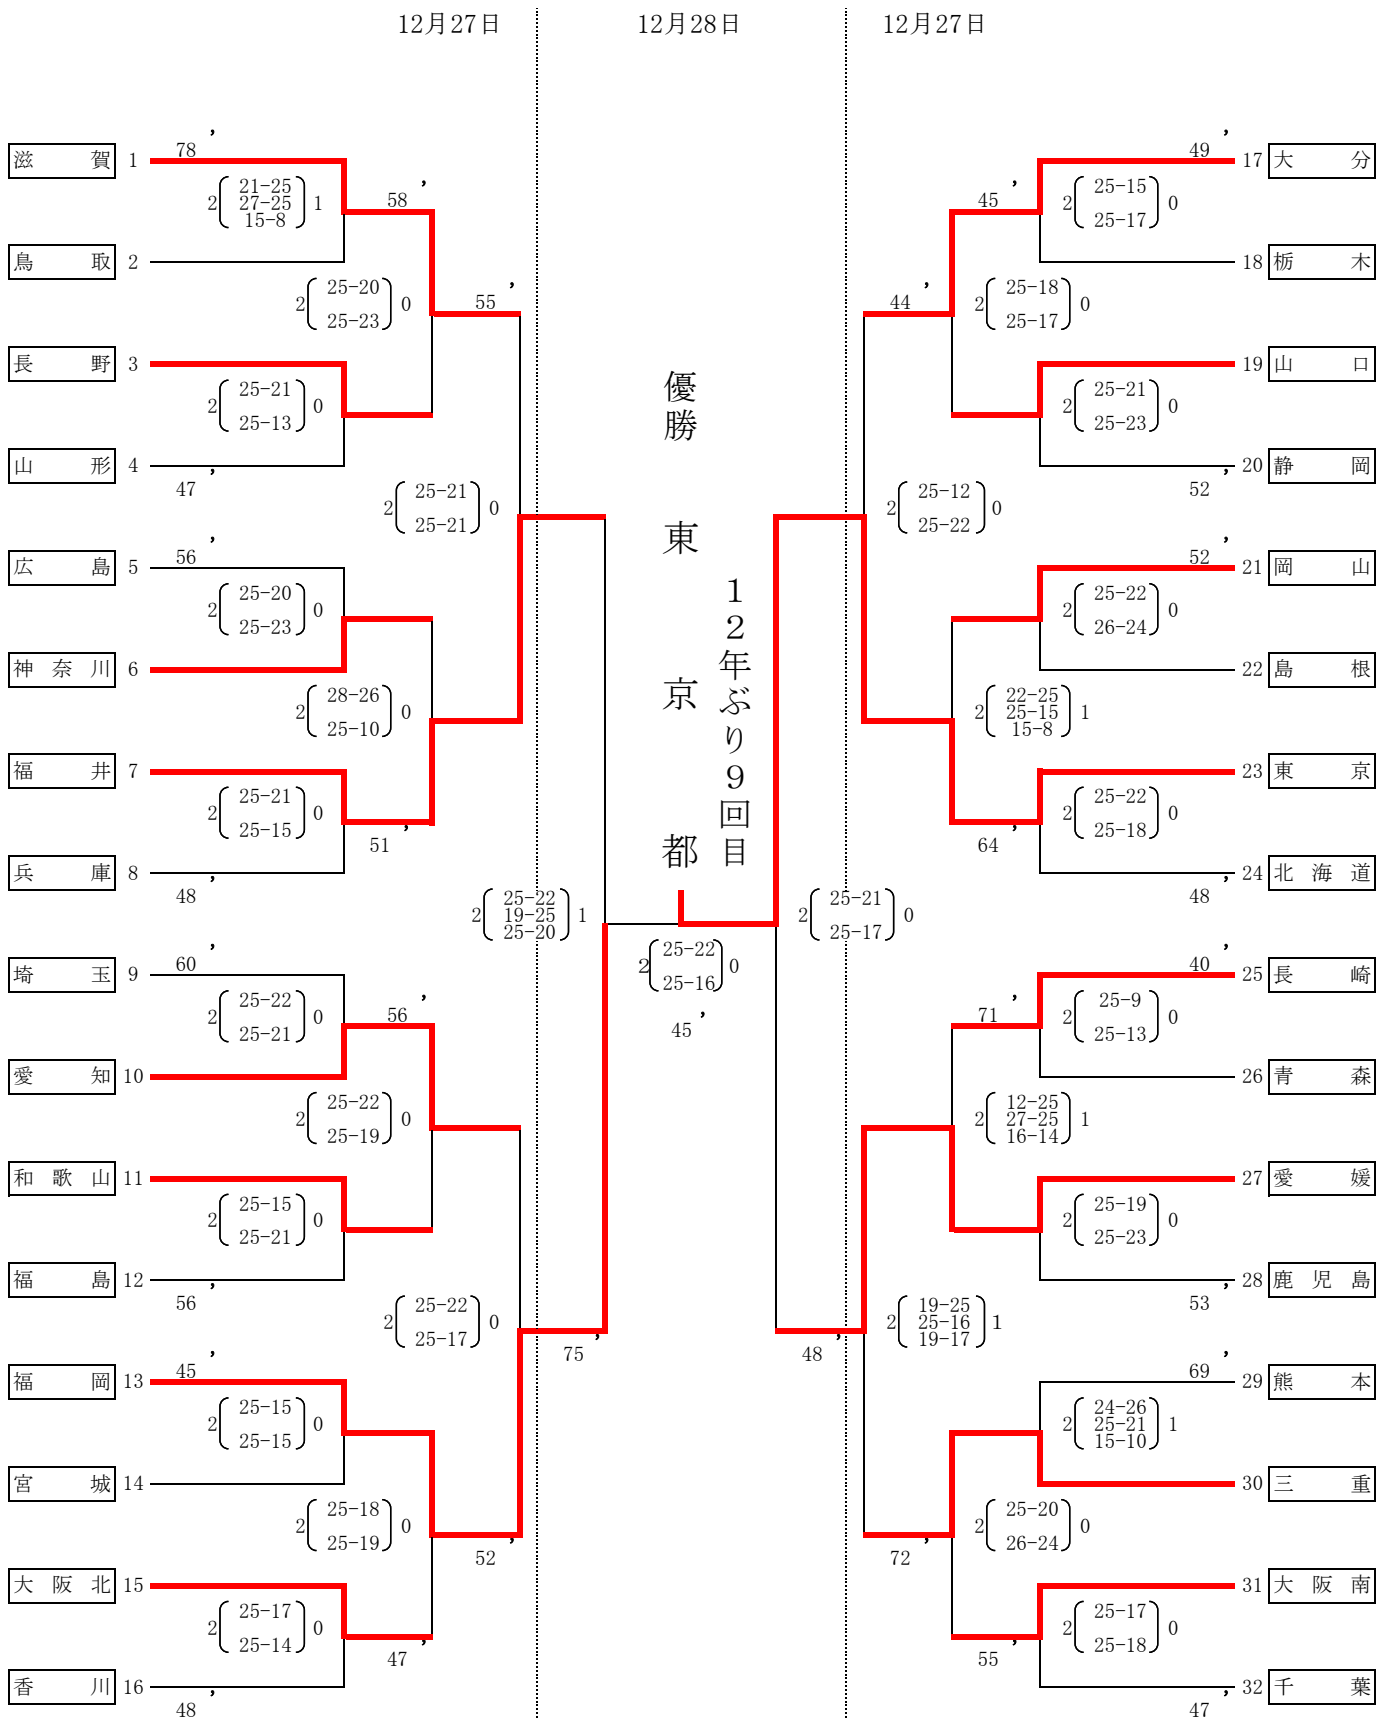 12月27日 12月28日 12月27日
滋賀 1 78’
2 21-25 27-25 15-8 1
58’
鳥取 2
2 25-20 25-23 0
55’
長野 3
2 25-21 25-13 0
山形 4 47’
2 25-21 25-21 0
広島 5 56’
2 25-20 25-23 0
神奈川 6
2 28-26 25-10 0
福井 7
2 25-21 25-15 0
51’
兵庫 8 48’
2 25-22 19-25 25-20 1
埼玉 9 60’
2 25-22 25-21 0
56’
愛知 10
2 25-22 25-19 0
和歌山 11
2 25-15 25-21 0
福島 12 56’
2 25-22 25-17 0
75’
福岡 13 45’
2 25-15 25-15 0
宮城 14
2 25-18 25-19 0
52’
大阪北 15
2 25-17 25-14 0
47’
香川 16 48’
優勝 東京都
12年ぶり9回目
2 25-22 25-16 0
45’
49’ 17 大分
2 25-15 25-17 0
45’
18 栃木
2 25-18 25-17 0
44’
19 山口
2 25-21 25-23 0
52’ 20 静岡
2 25-12 25-22 0
52’ 21 岡山
2 25-22 26-24 0
22 島根
2 22-25 25-15 15-8 1
23 東京
2 25-22 25-18 0
64’
48’ 24 北海道
2 25-21 25-17 0
40’ 25 長崎
2 25-9 25-13 0
71’
26 青森
2 12-25 27-25 16-14 1
27 愛媛
2 25-19 25-23 0
53’ 28 鹿児島
2 19-25 25-16 19-17 1
48’
69’ 29 熊本
2 24-26 25-21 15-10 1
30 三重
2 25-20 26-24 0
72’
31 大阪南
2 25-17 25-18 0
55’
47’ 32 千葉